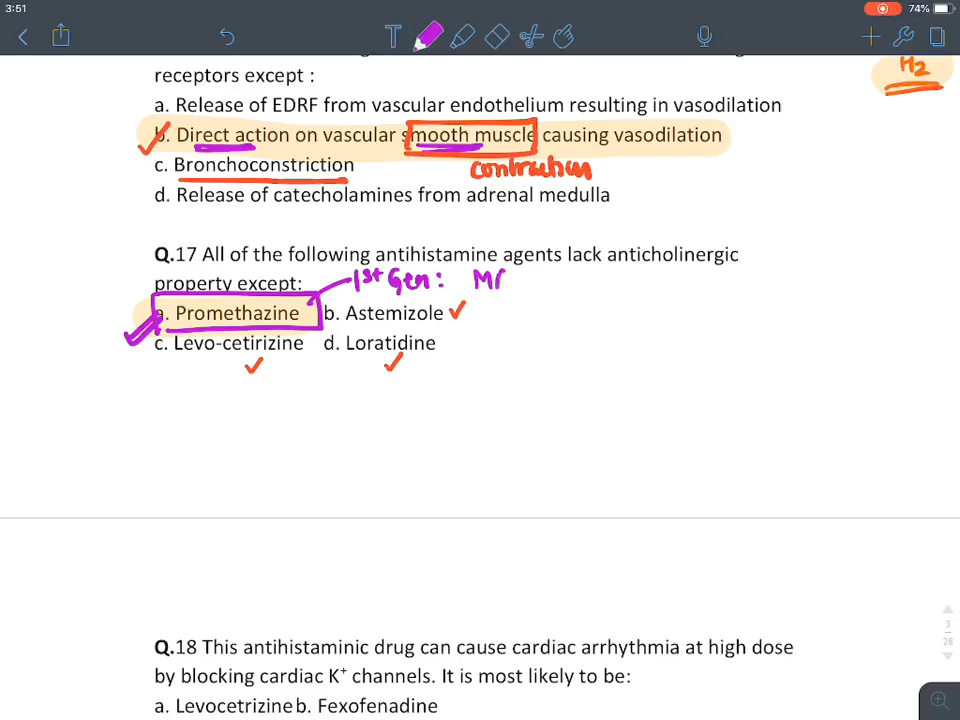 3:51
74%
T
H2
receptors except :
a. Release of EDRF from vascular endothelium resulting in vasodilation
b. Direct action on vascular smooth muscle causing vasodilation
c. Bronchoconstriction
contraction
d. Release of catecholamines from adrenal medulla
Q.17 All of the following antihistamine agents lack anticholinergic
property except:
1st Gen: Mr
a. Promethazine b. Astemizole
c. Levo-cetirizine d. Loratidine
3
28
Q.18 This antihistaminic drug can cause cardiac arrhythmia at high dose
by blocking cardiac K+ channels. It is most likely to be:
a. Levocetrizine b. Fexofenadine